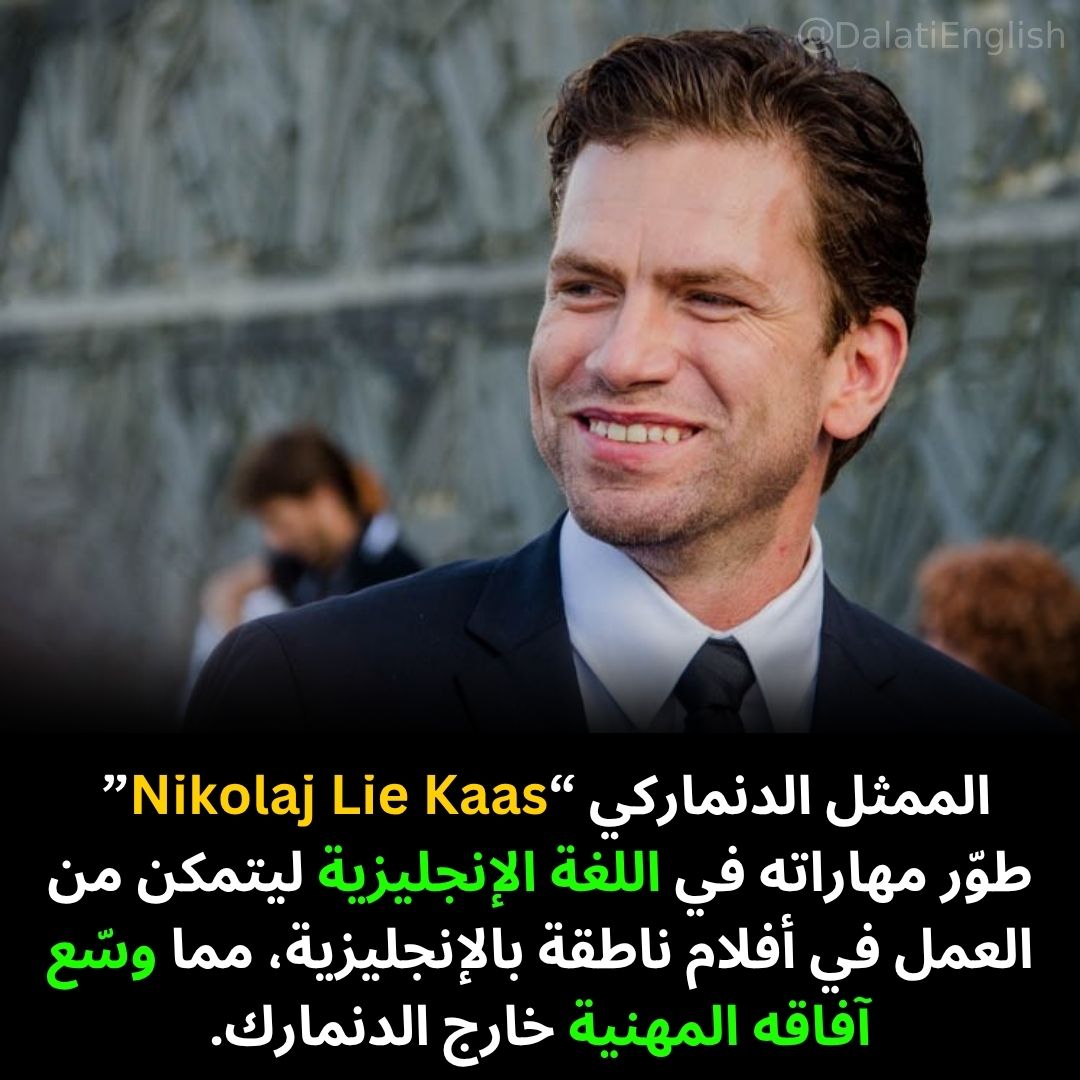 @DalatiEnglish
الممثل الدنماركي “Nikolaj Lie Kaas”
طوّر مهاراته في اللغة الإنجليزية ليتمكن من
العمل في أفلام ناطقة بالإنجليزية، مما وسّع
آفاقه المهنية خارج الدنمارك.